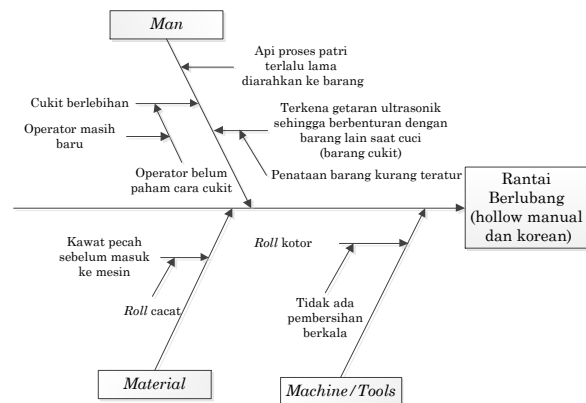 Man
Api proses patri
terlalu lama
diarahkan ke barang
Cukit berlebihan
Operator masih
baru
Operator belum
paham cara cukit
Terkena getaran ultrasonik
sehingga berbenturan dengan
barang lain saat cuci
(barang cukit)
Penataan barang kurang teratur
Rantai
Berlubang
(hollow manual
dan korean)
Kawat pecah
sebelum masuk
ke mesin
Roll cacat
Roll kotor
Tidak ada
pembersihan
berkala
Material
Machine/Tools